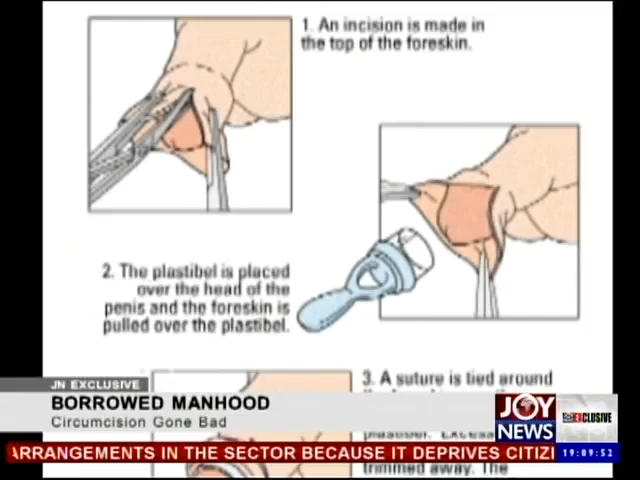 1. An incision is made in
the top of the foreskin.
2. The plastibel is placed
over the head of the
penis and the foreskin is
pulled over the plastibel.
3. A suture is tied around
trimmed away. The
JN EXCLUSIVE
BORROWED MANHOOD
Circumcision Gone Bad
JOY
NEWS
EXCLUSIVE
ARRANGEMENTS IN THE SECTOR BECAUSE IT DEPRIVES CITIZ
19:09:52